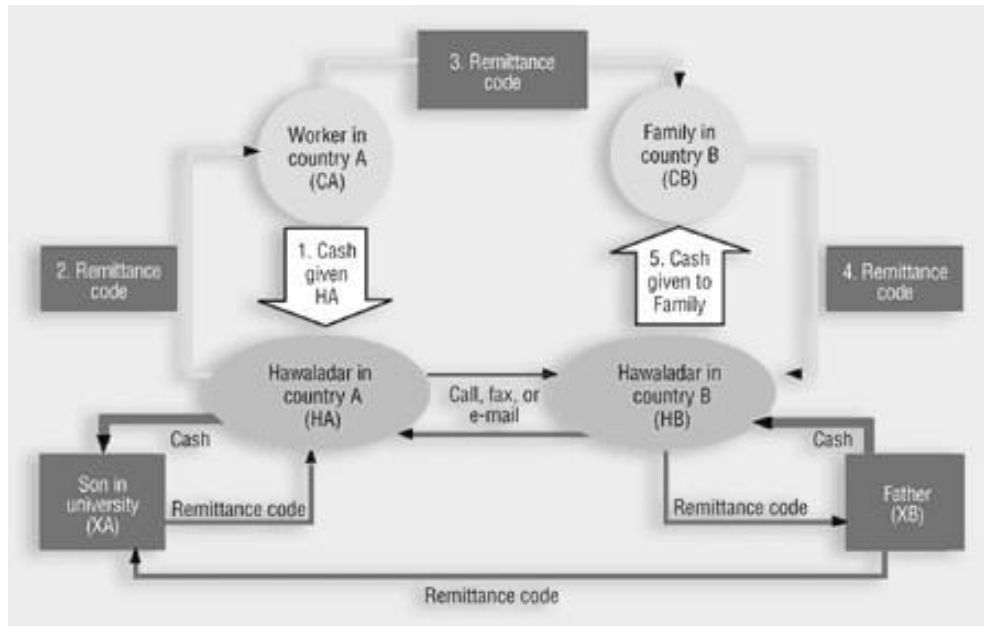 3. Remittance
code
Worker in
country A
(CA)
Family in
country B
(CB)
2. Remittance
code
1. Cash
given
HA
5. Cash
given to
Family
4. Remittance
code
Hawaladar in
country A
(HA)
Call, fax, or
e-mail
Hawaladar in
country B
(HB)
Cash
Cash
Son in
university
(XA)
Remittance code
Remittance code
Father
(XB)
Remittance code